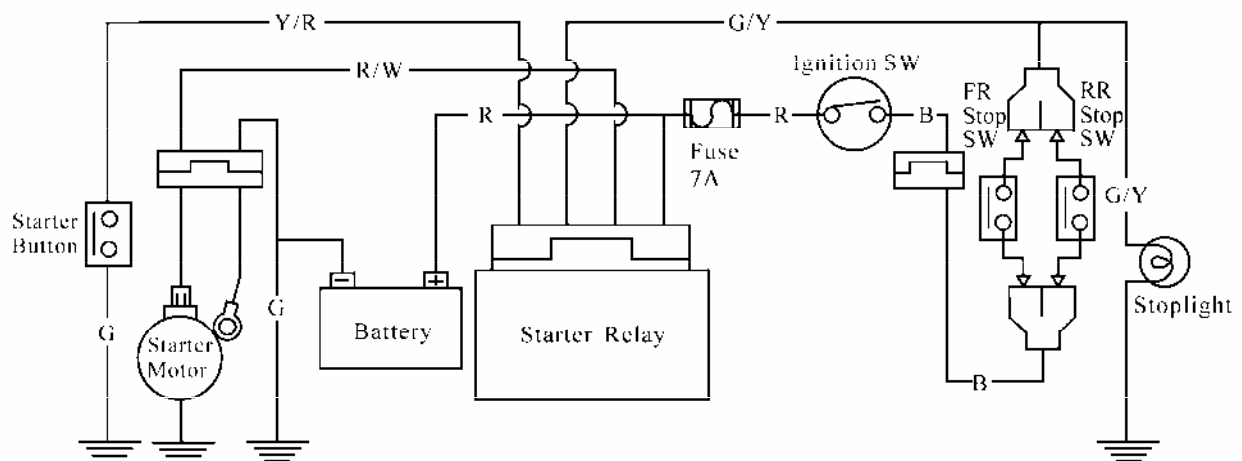 Y/R
G/Y
R/W
Ignition SW
FR
Stop
SW
RR
Stop
SW
R
R
B
Fuse
7A
Starter
Button
G/Y
G
G
Starter
Motor
-
+
Battery
Starter Relay
Stoplight
B